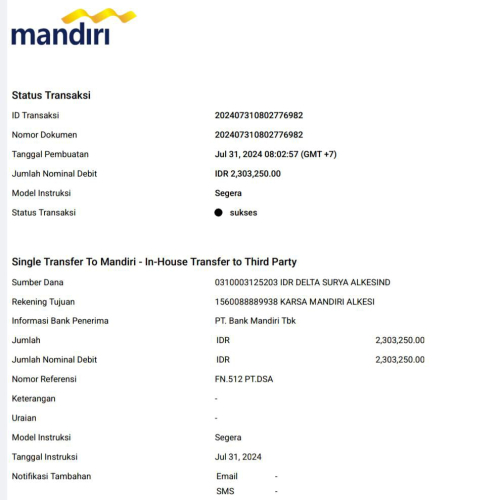 mandiri
Status Transaksi
ID Transaksi 202407310802776982
Nomor Dokumen 202407310802776982
Tanggal Pembuatan Jul 31, 2024 08:02:57 (GMT +7)
Jumlah Nominal Debit IDR 2,303,250.00
Model Instruksi Segera
Status Transaksi sukses
Single Transfer To Mandiri - In-House Transfer to Third Party
Sumber Dana 0310003125203 IDR DELTA SURYA ALKESIND
Rekening Tujuan 1560088889938 KARSA MANDIRI ALKESI
Informasi Bank Penerima PT. Bank Mandiri Tbk
Jumlah IDR 2,303,250.00
Jumlah Nominal Debit IDR 2,303,250.00
Nomor Referensi FN.512 PT.DSA
Keterangan -
Uraian -
Model Instruksi Segera
Tanggal Instruksi Jul 31, 2024
Notifikasi Tambahan Email -
SMS -